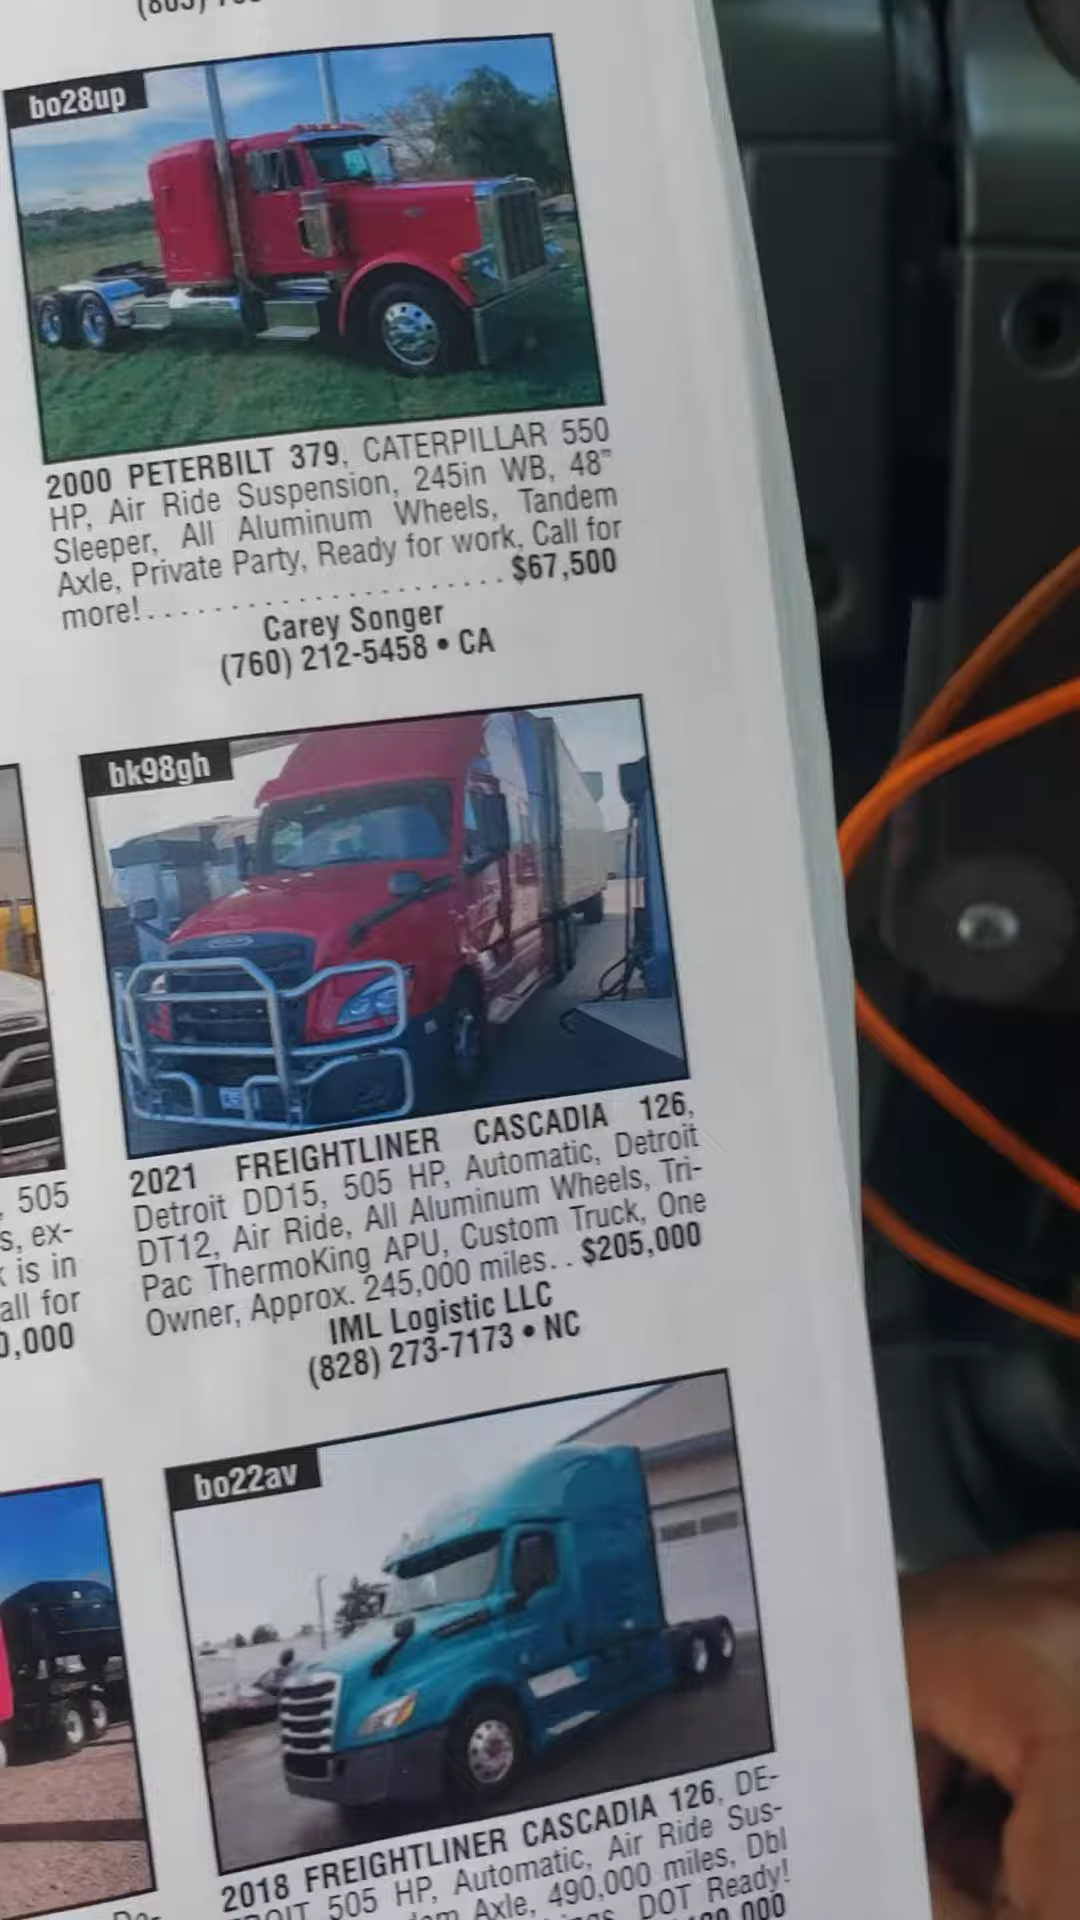 bo28up
2000 PETERBILT 379, CATERPILLAR 550
HP, Air Ride Suspension, 245in WB, 48"
Sleeper, All Aluminum Wheels, Tandem
Axle, Private Party, Ready for work, Call for
more!. . . . . . . . . . . . . . . . . . . . . . $67,500
Carey Songer
(760) 212-5458 • CA
bk98gh
2021 FREIGHTLINER CASCADIA 126,
Detroit DD15, 505 HP, Automatic, Detroit
DT12, Air Ride, All Aluminum Wheels, Tri-
Pac ThermoKing APU, Custom Truck, One
Owner, Approx. 245,000 miles. . $205,000
IML Logistic LLC
(828) 273-7173 • NC
, 505
s, ex-
is in
all for
0,000
bo22av
2018 FREIGHTLINER CASCADIA 126, DE-
505 HP, Automatic, Air Ride Sus-
Axle, 490,000 miles, Dbl
DOT Ready!